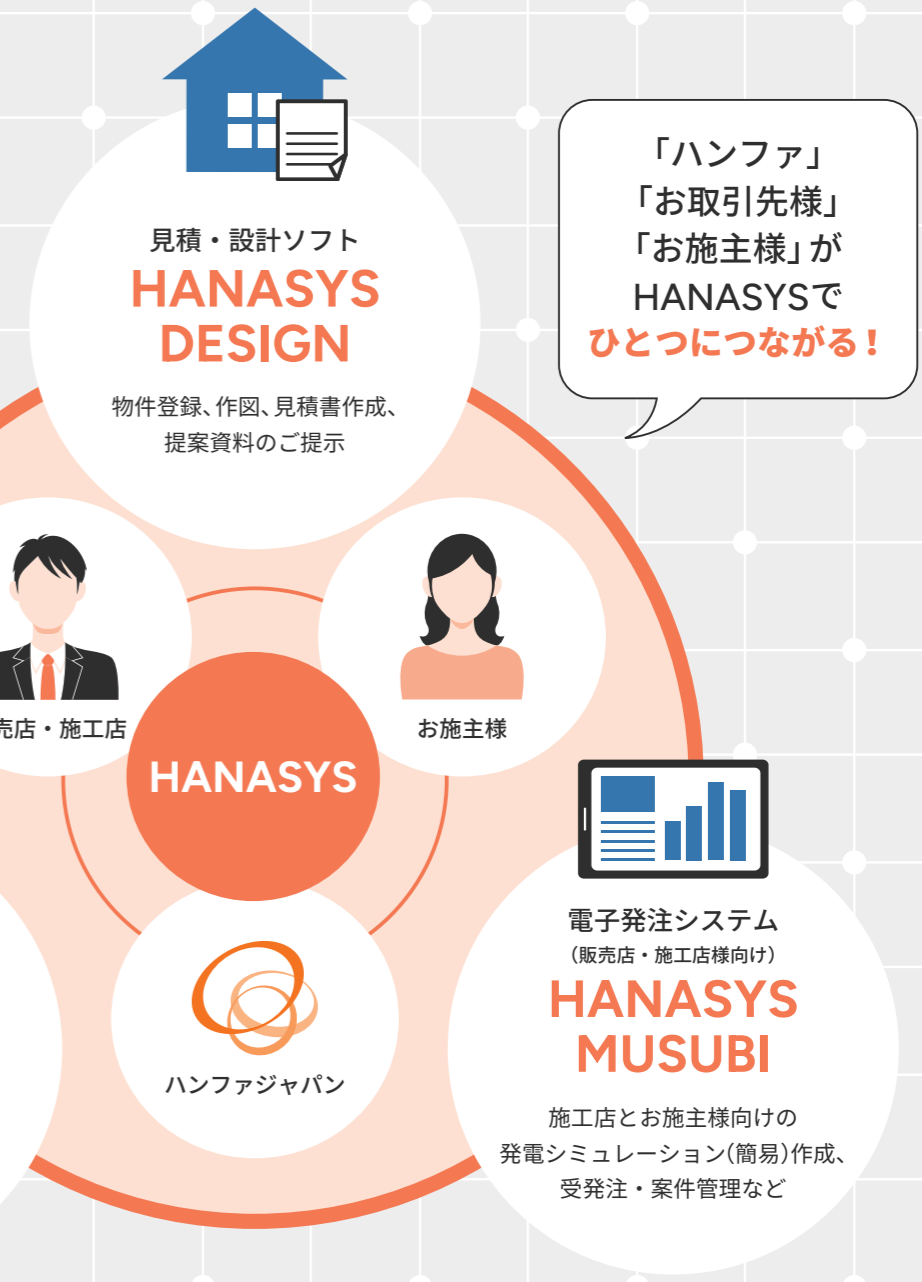 見積・設計ソフト
HANASYS
DESIGN
物件登録、作図、見積書作成、
提案資料のご提示
「ハンファ」
「お取引先様」
「お施主様」が
HANASYSで
ひとつにつながる！
売店・施工店
お施主様
HANASYS
ハンファジャパン
電子発注システム
（販売店・施工店様向け）
HANASYS
MUSUBI
施工店とお施主様向けの
発電シミュレーション(簡易)作成、
受発注・案件管理など